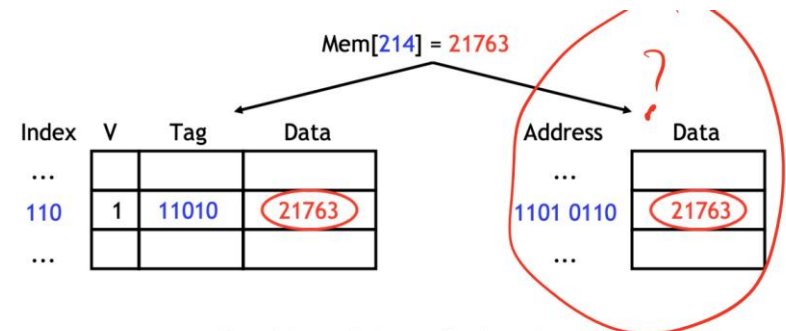 Mem[214] = 21763
?
Index V Tag Data Address Data
... ...
110 1 11010 21763 1101 0110 21763
... ...